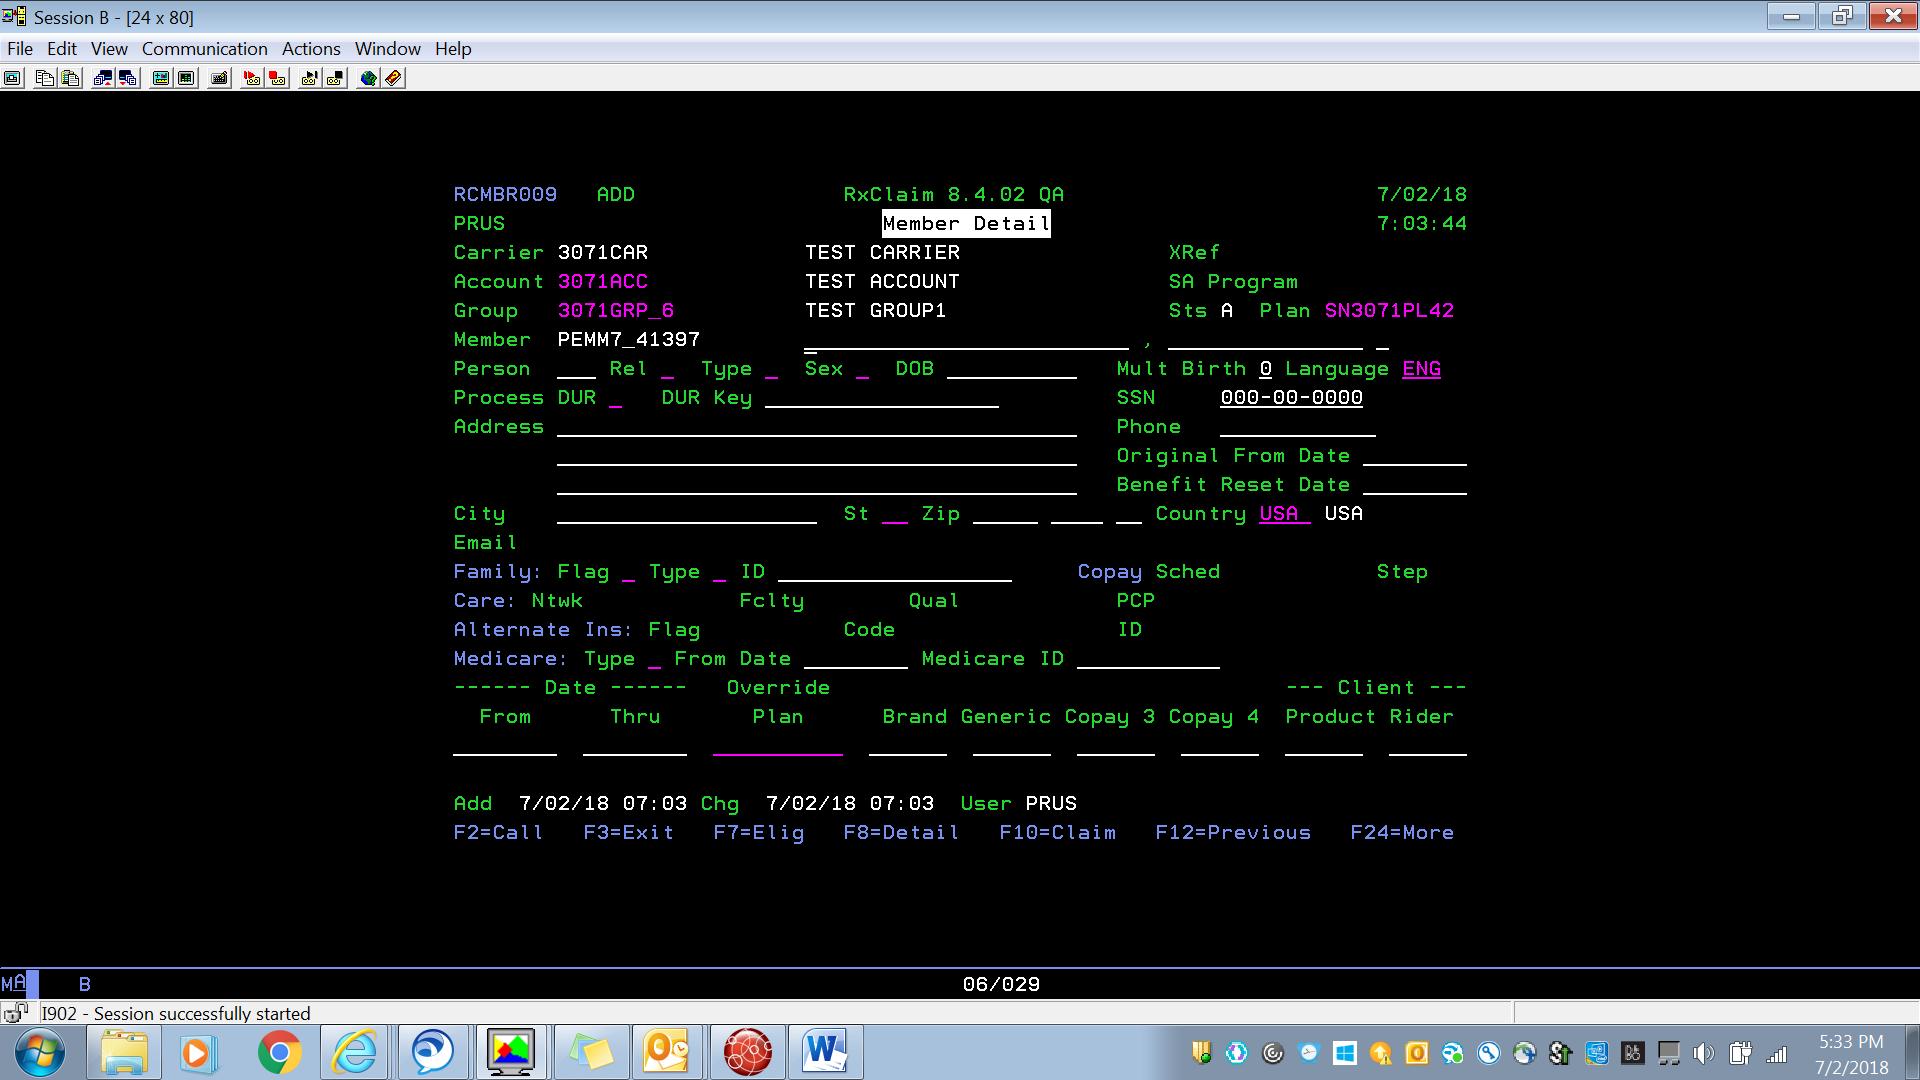 Session B - [24 x 80]
File Edit View Communication Actions Window Help
RCMBR009 ADD RxClaim 8.4.02 QA 7/02/18
PRUS Member Detail 7:03:44
Carrier 3071CAR TEST CARRIER XRef
Account 3071ACC TEST ACCOUNT SA Program
Group 3071GRP_6 TEST GROUP1 Sts A Plan SN3071PL42
Member PEMM7_41397 ,
Person Rel Type Sex DOB Mult Birth 0 Language ENG
Process DUR DUR Key SSN 000-00-0000
Address Phone
Original From Date
Benefit Reset Date
City St Zip Country USA USA
Email
Family: Flag Type ID Copay Sched Step
Care: Ntwk Fclty Qual PCP
Alternate Ins: Flag Code ID
Medicare: Type From Date Medicare ID
------ Date ------ Override --- Client ---
From Thru Plan Brand Generic Copay 3 Copay 4 Product Rider
Add 7/02/18 07:03 Chg 7/02/18 07:03 User PRUS
F2=Call F3=Exit F7=Elig F8=Detail F10=Claim F12=Previous F24=More
MA B 06/029
I902 - Session successfully started
5:33 PM
7/2/2018